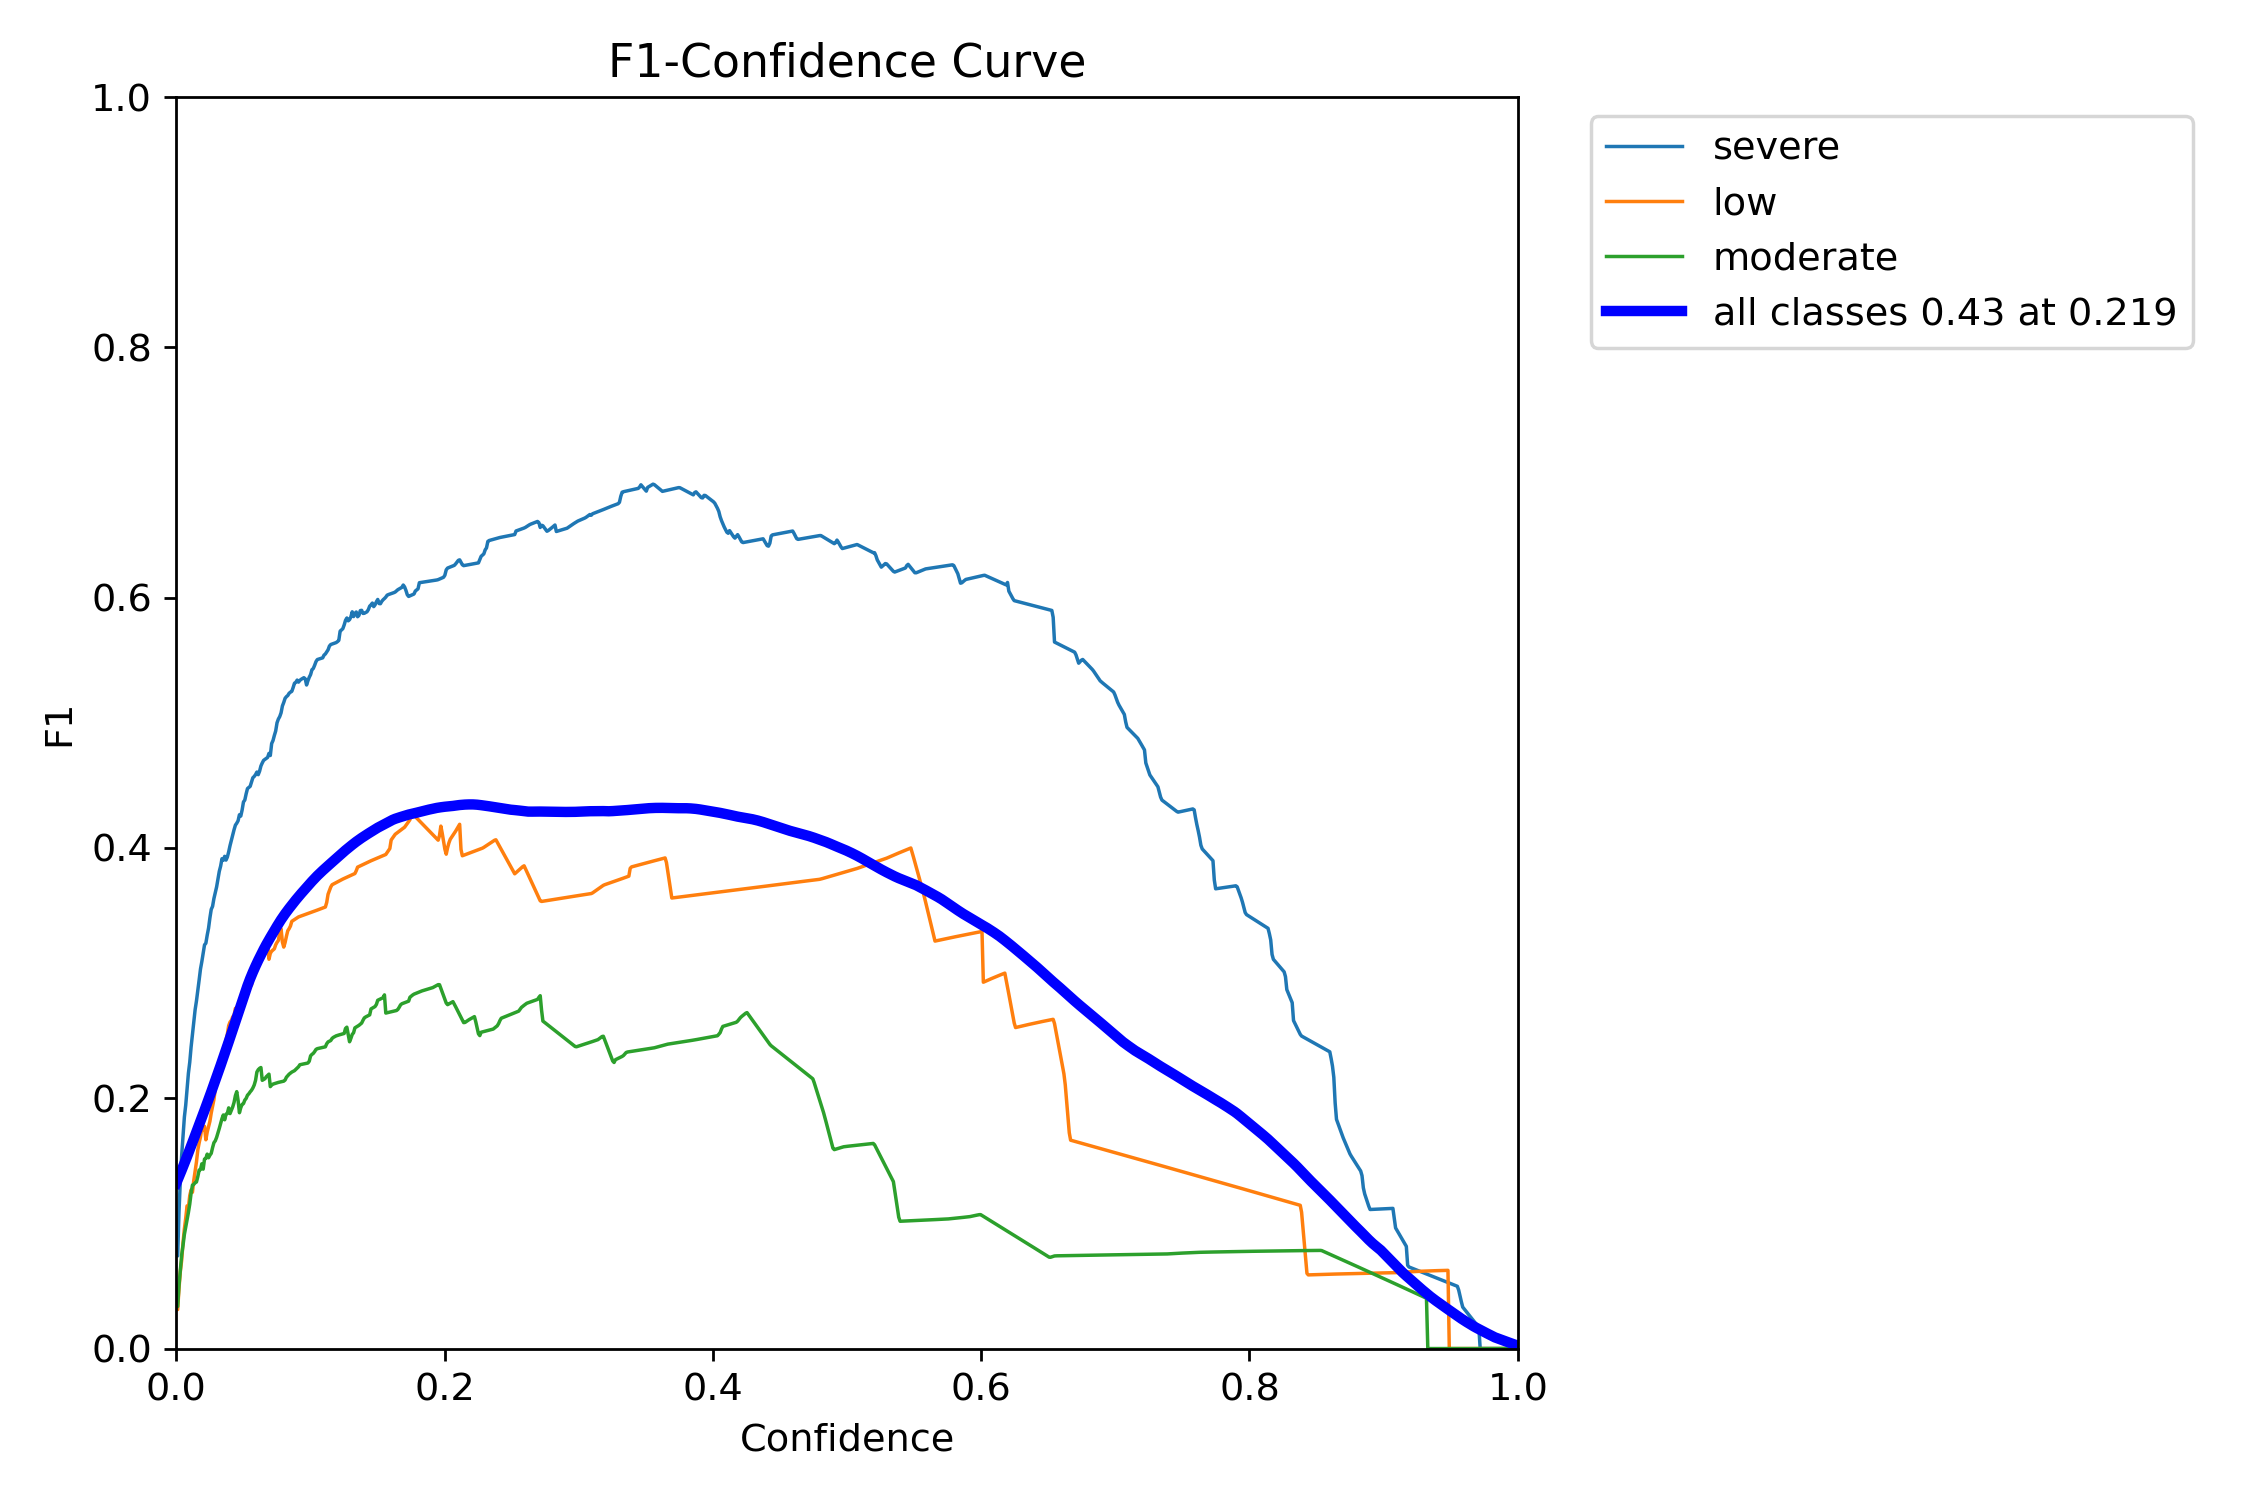 F1-Confidence Curve
1.0
0.8
0.6
0.4
0.2
0.0
F1
0.0 0.2 0.4 0.6 0.8 1.0
Confidence
severe
low
moderate
all classes 0.43 at 0.219